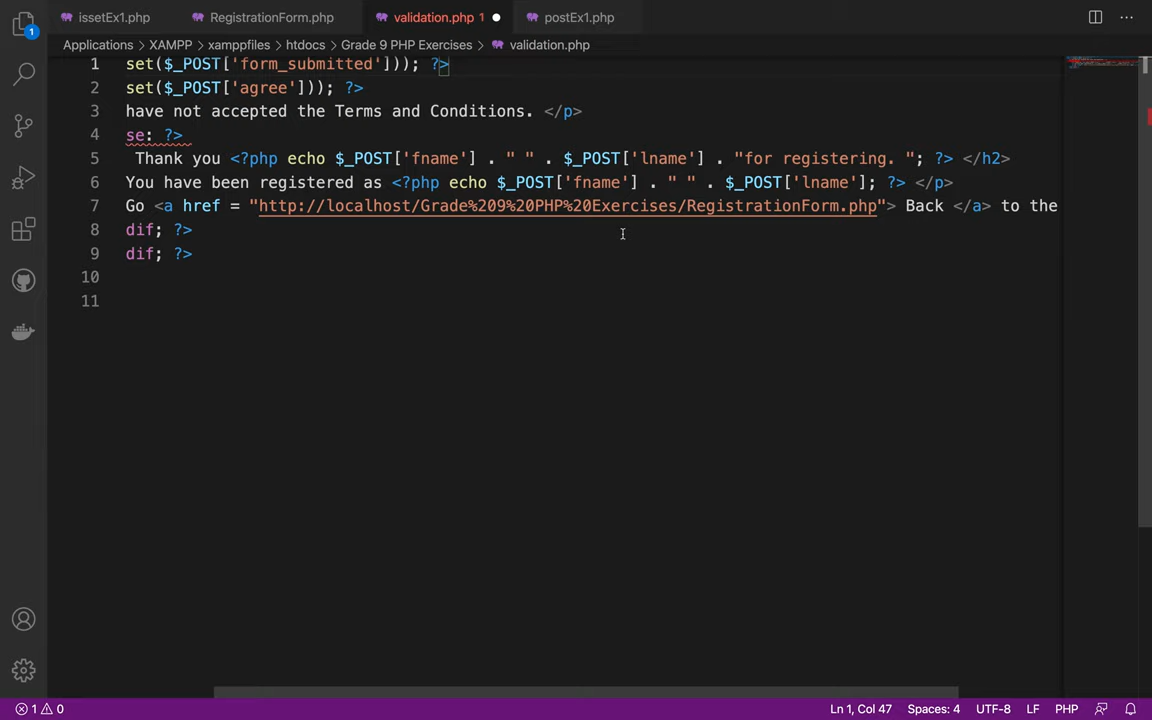 issetEx1.php RegistrationForm.php validation.php 1 postEx1.php
Applications > XAMPP > xamppfiles > htdocs > Grade 9 PHP Exercises > validation.php
1 set($_POST['form_submitted'])); ?>
2 set($_POST['agree'])); ?>
3 have not accepted the Terms and Conditions. </p>
4 se: ?>
5 Thank you <?php echo $_POST['fname'] . " " . $_POST['lname'] . "for registering. "; ?> </h2>
6 You have been registered as <?php echo $_POST['fname'] . " " . $_POST['lname']; ?> </p>
7 Go <a href = "http://localhost/Grade%209%20PHP%20Exercises/RegistrationForm.php"> Back </a> to the
8 dif; ?>
9 dif; ?>
10
11
1
1 0 Ln 1, Col 47 Spaces: 4 UTF-8 LF PHP